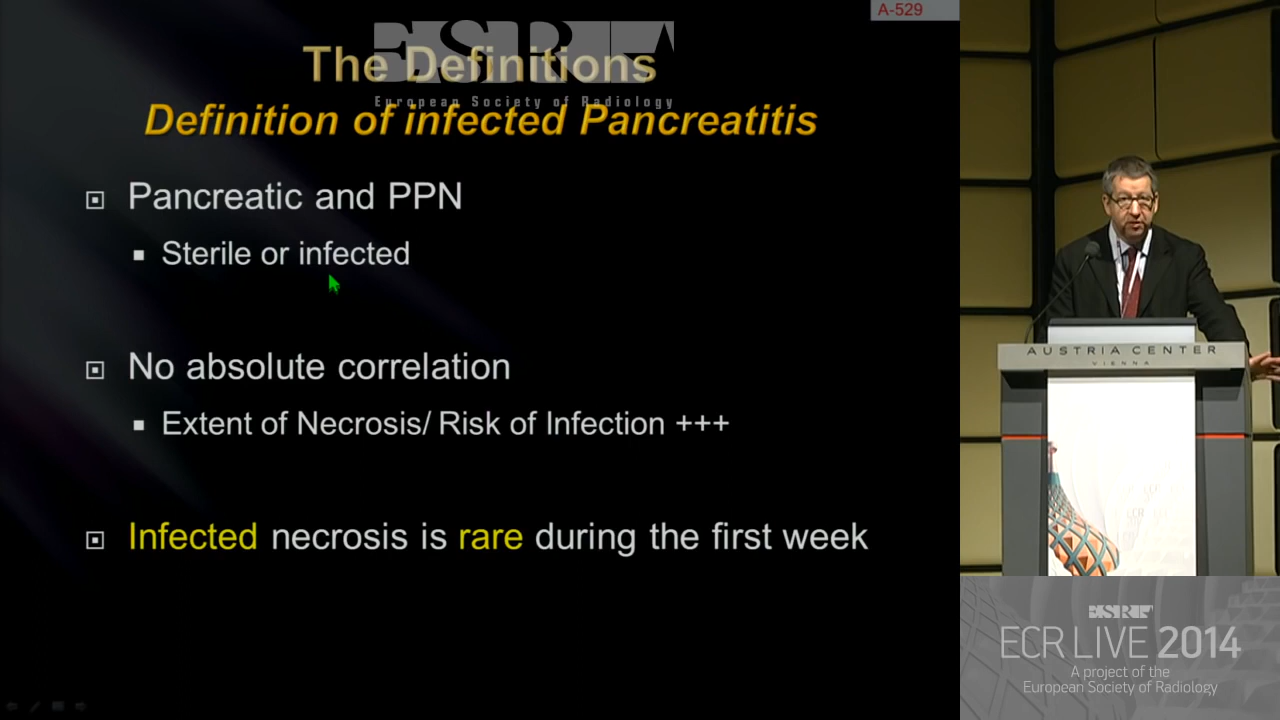 A-529
ESR
European Society of Radiology
The Definitions
Definition of infected Pancreatitis
Pancreatic and PPN
Sterile or infected
No absolute correlation
Extent of Necrosis/ Risk of Infection +++
Infected necrosis is rare during the first week
AUSTRIA CENTER
VIENNA
ESR
ECR LIVE 2014
A project of the
European Society of Radiology